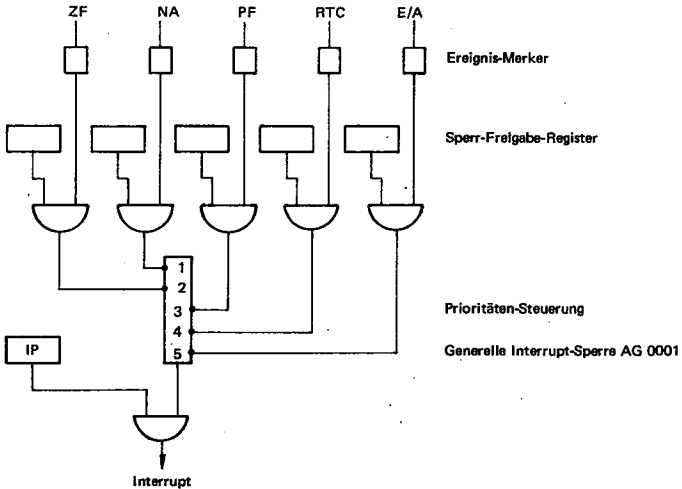 ZF NA PF RTC E/A
Ereignis-Merker
Sperr-Freigabe-Register
1
2
3
Prioritäten-Steuerung
4
IP
5
Generelle Interrupt-Sperre AG 0001
Interrupt